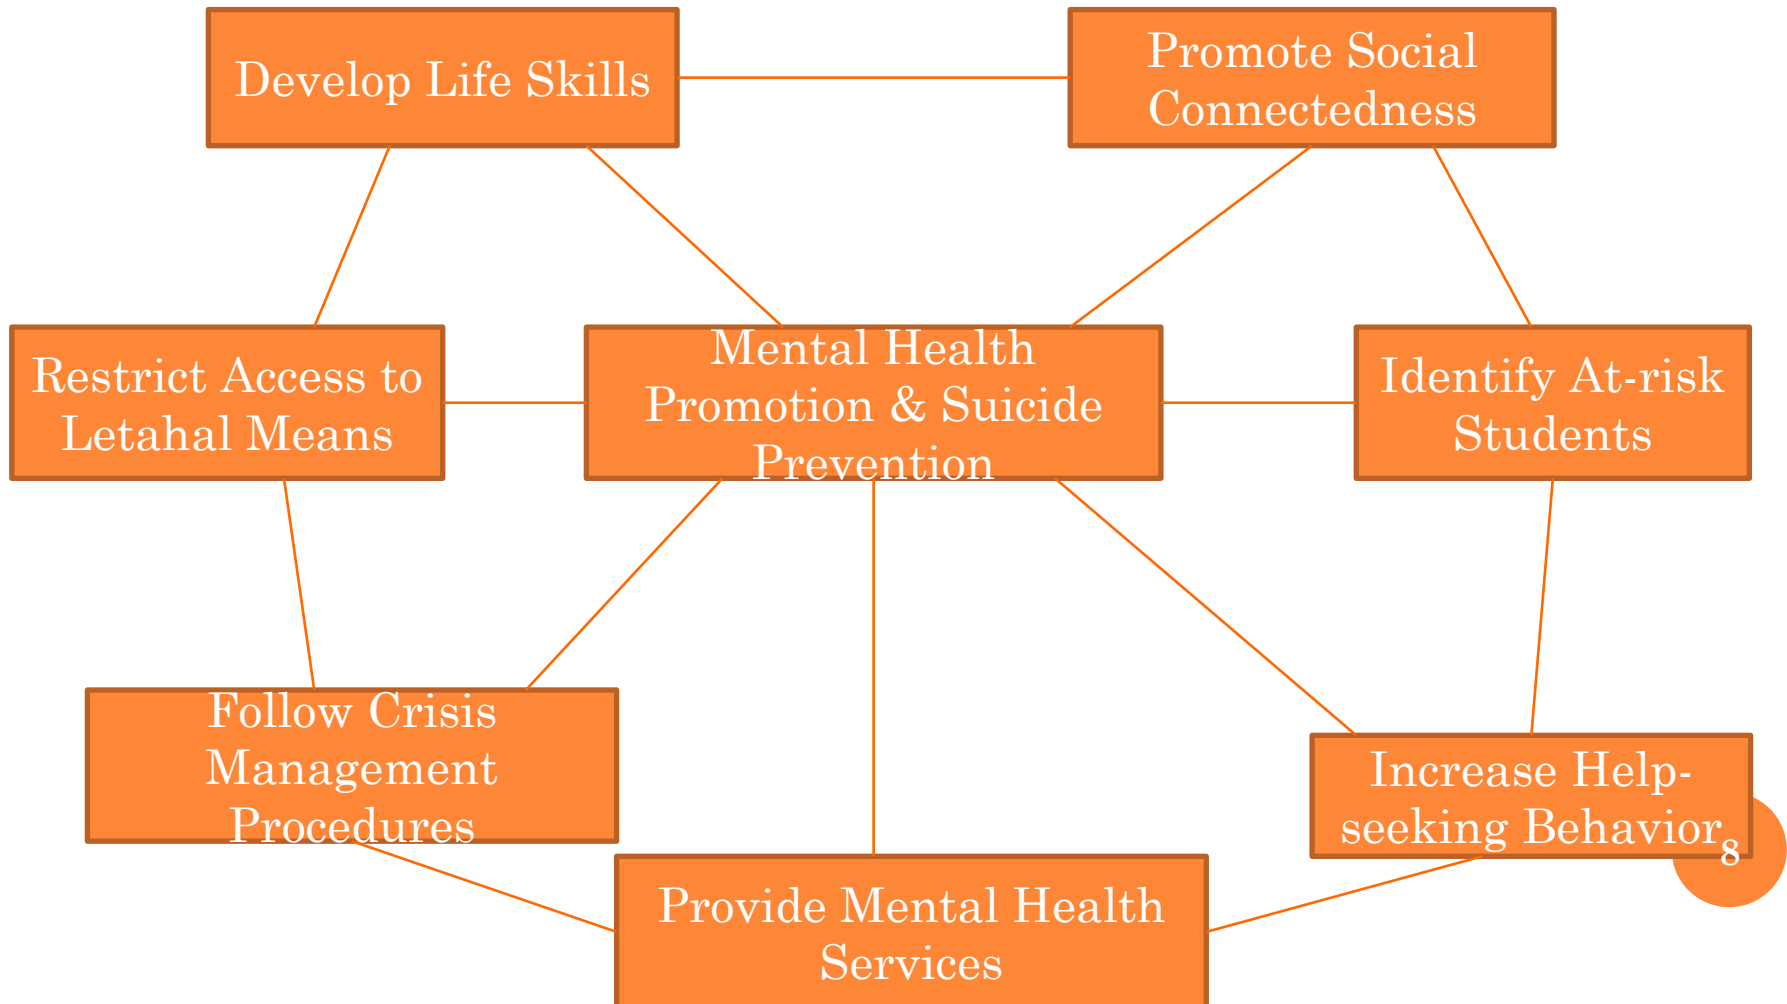 Develop Life Skills
Promote Social
Connectedness
Restrict Access to
Letahal Means
Mental Health
Promotion & Suicide
Prevention
Identify At-risk
Students
Follow Crisis
Management
Procedures
Increase Help-
seeking Behavior
8
Provide Mental Health
Services